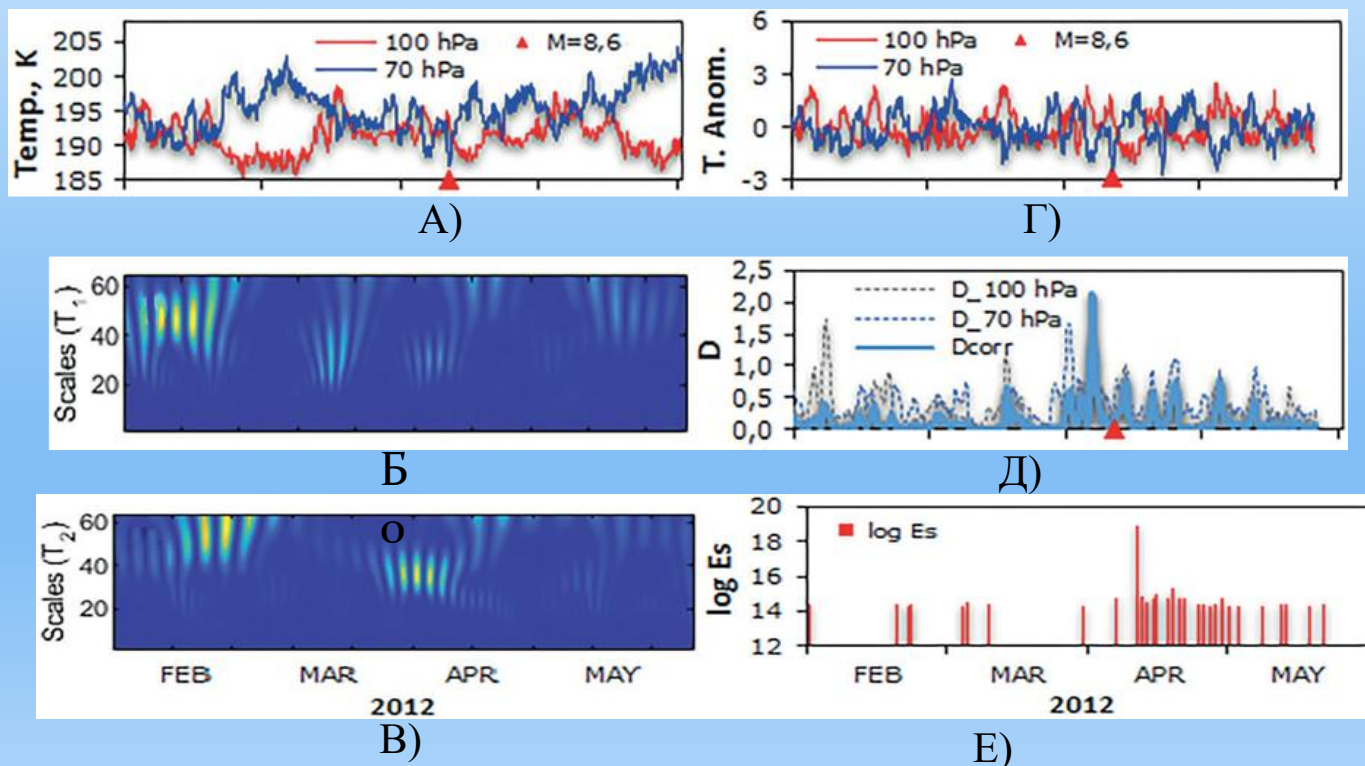 Temp., K
205
200
195
190
185
100 hPa
70 hPa
M=8,6
А)
T. Anom.
6
3
0
-3
100 hPa
70 hPa
M=8,6
Г)
Scales (T₁)
60
40
20
Б
о
D
2,5
2,0
1,5
1,0
0,5
0,0
D_100 hPa
D_70 hPa
Dcorr
Д)
Scales (T₂)
60
40
20
FEB MAR APR MAY
2012
В)
log Es
20
18
16
14
12
log Es
FEB MAR APR MAY
2012
Е)